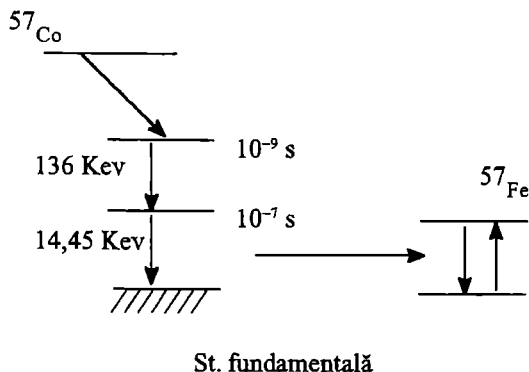 57Co
136 Kev
10⁻⁹ s
14,45 Kev
10⁻⁷ s
57Fe
St. fundamentală